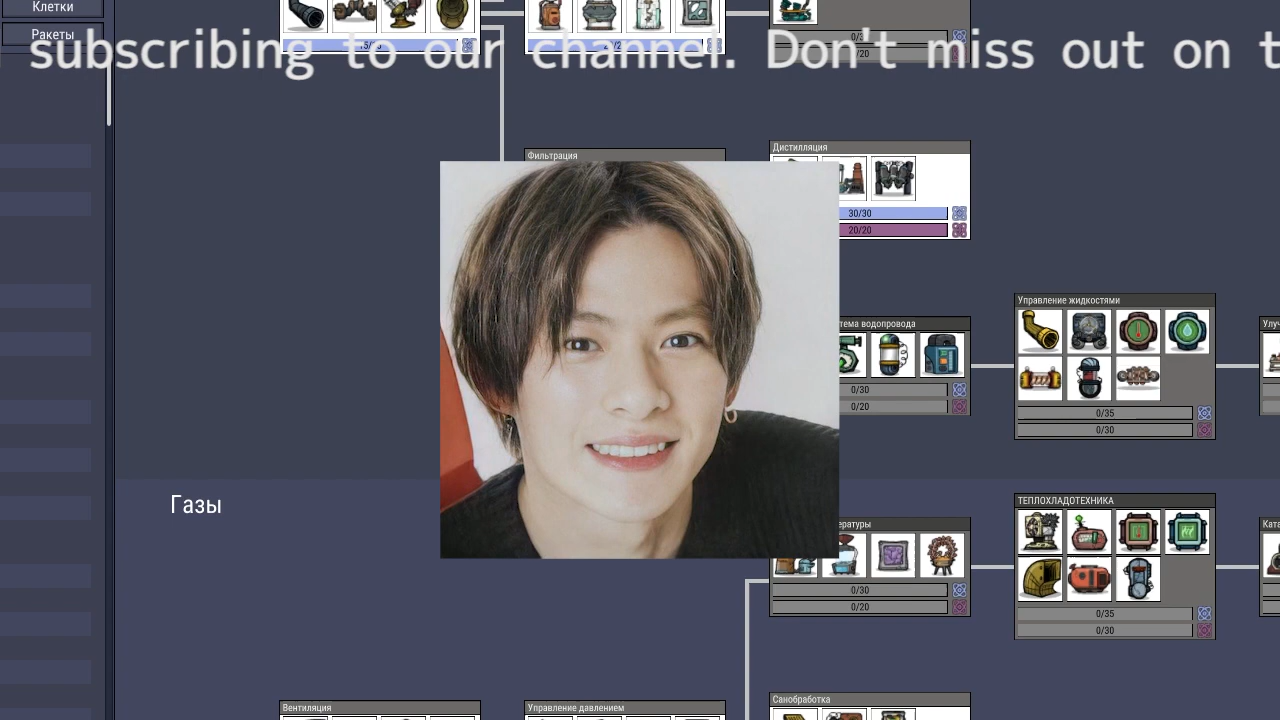 Клетки
Ракеты
subscribing to our channel. Don't miss out on t
Фильтрация
Дистилляция
30/30
20/20
Управление жидкостями
тема водопровода
0/30
0/20
0/35
0/30
Газы
ТЕПЛОХЛАДОТЕХНИКА
ературы
0/30
0/20
0/35
0/30
Санобработка
Вентиляция
Управление давлением